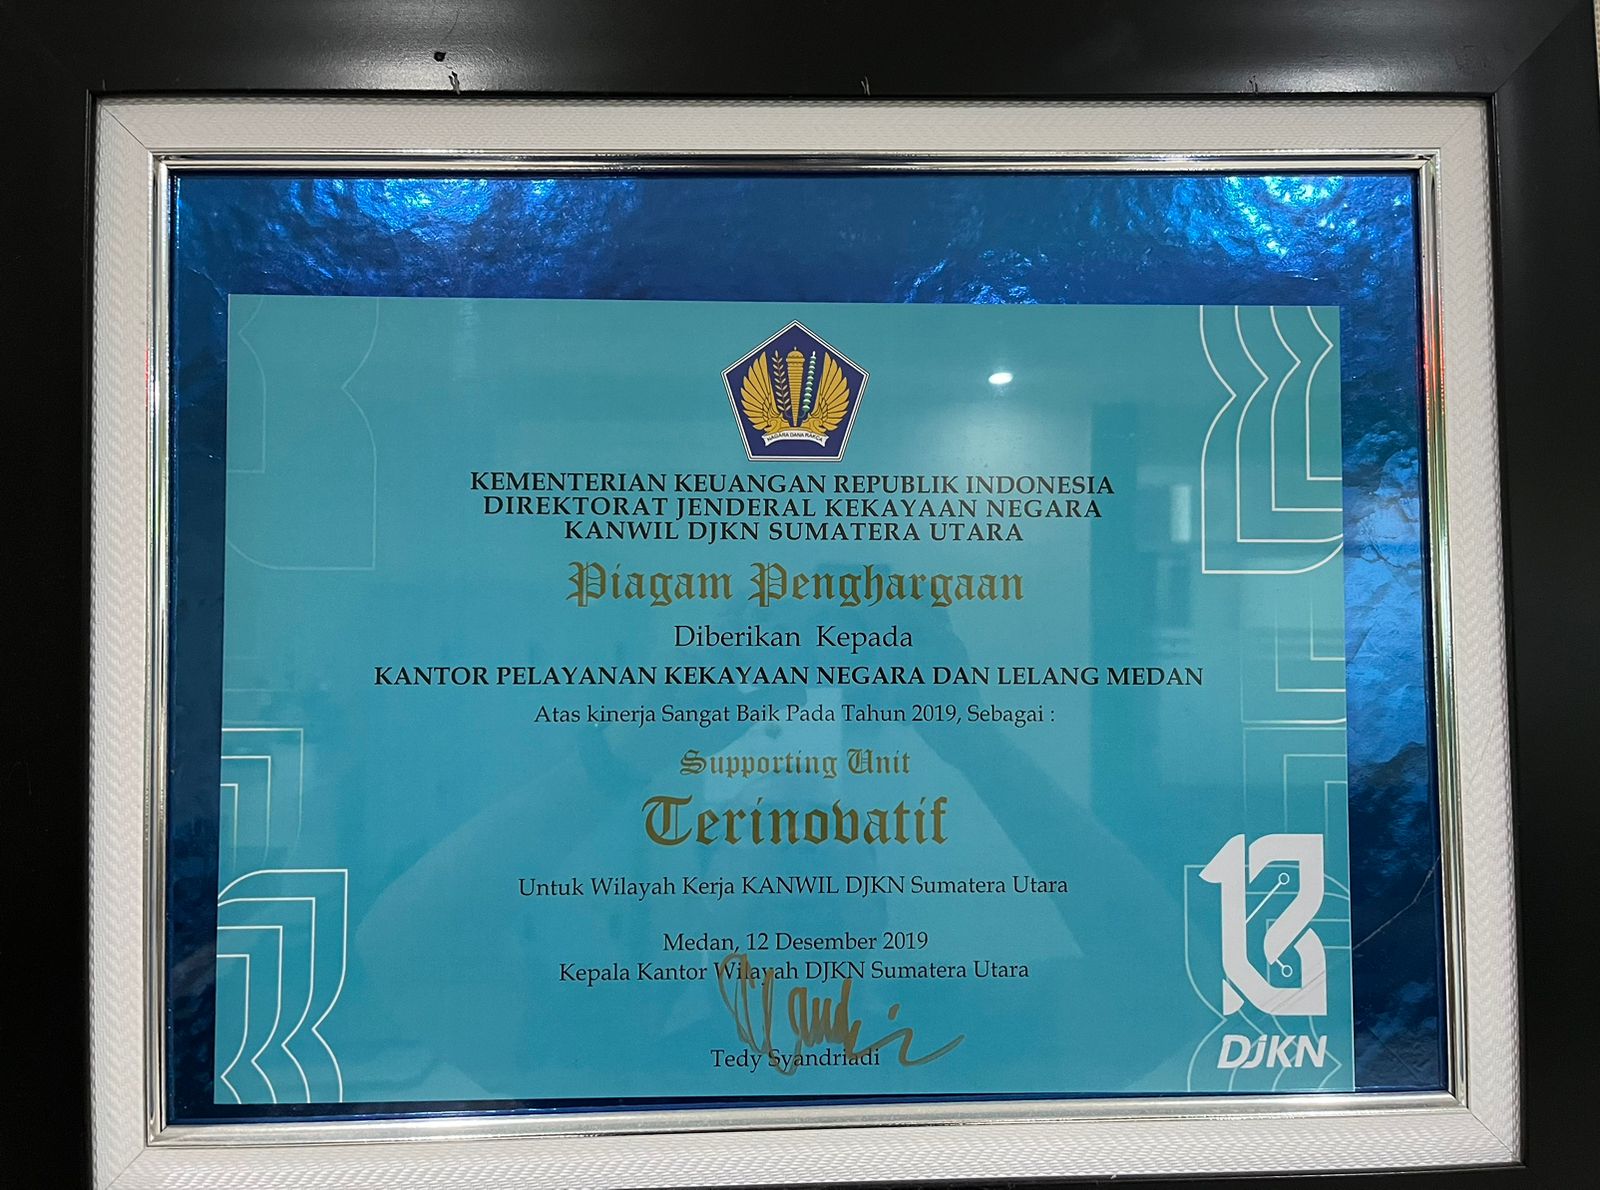 NAGARA DANA RAKCA
KEMENTERIAN KEUANGAN REPUBLIK INDONESIA
DIREKTORAT JENDERAL KEKAYAAN NEGARA
KANWIL DJKN SUMATERA UTARA
Piagam Penghargaan
Diberikan Kepada
KANTOR PELAYANAN KEKAYAAN NEGARA DAN LELANG MEDAN
Atas kinerja Sangat Baik Pada Tahun 2019, Sebagai :
Supporting Unit
Terinovatif
Untuk Wilayah Kerja KANWIL DJKN Sumatera Utara
Medan, 12 Desember 2019
Kepala Kantor Wilayah DJKN Sumatera Utara
Tedy Syandriadi
13
DJKN